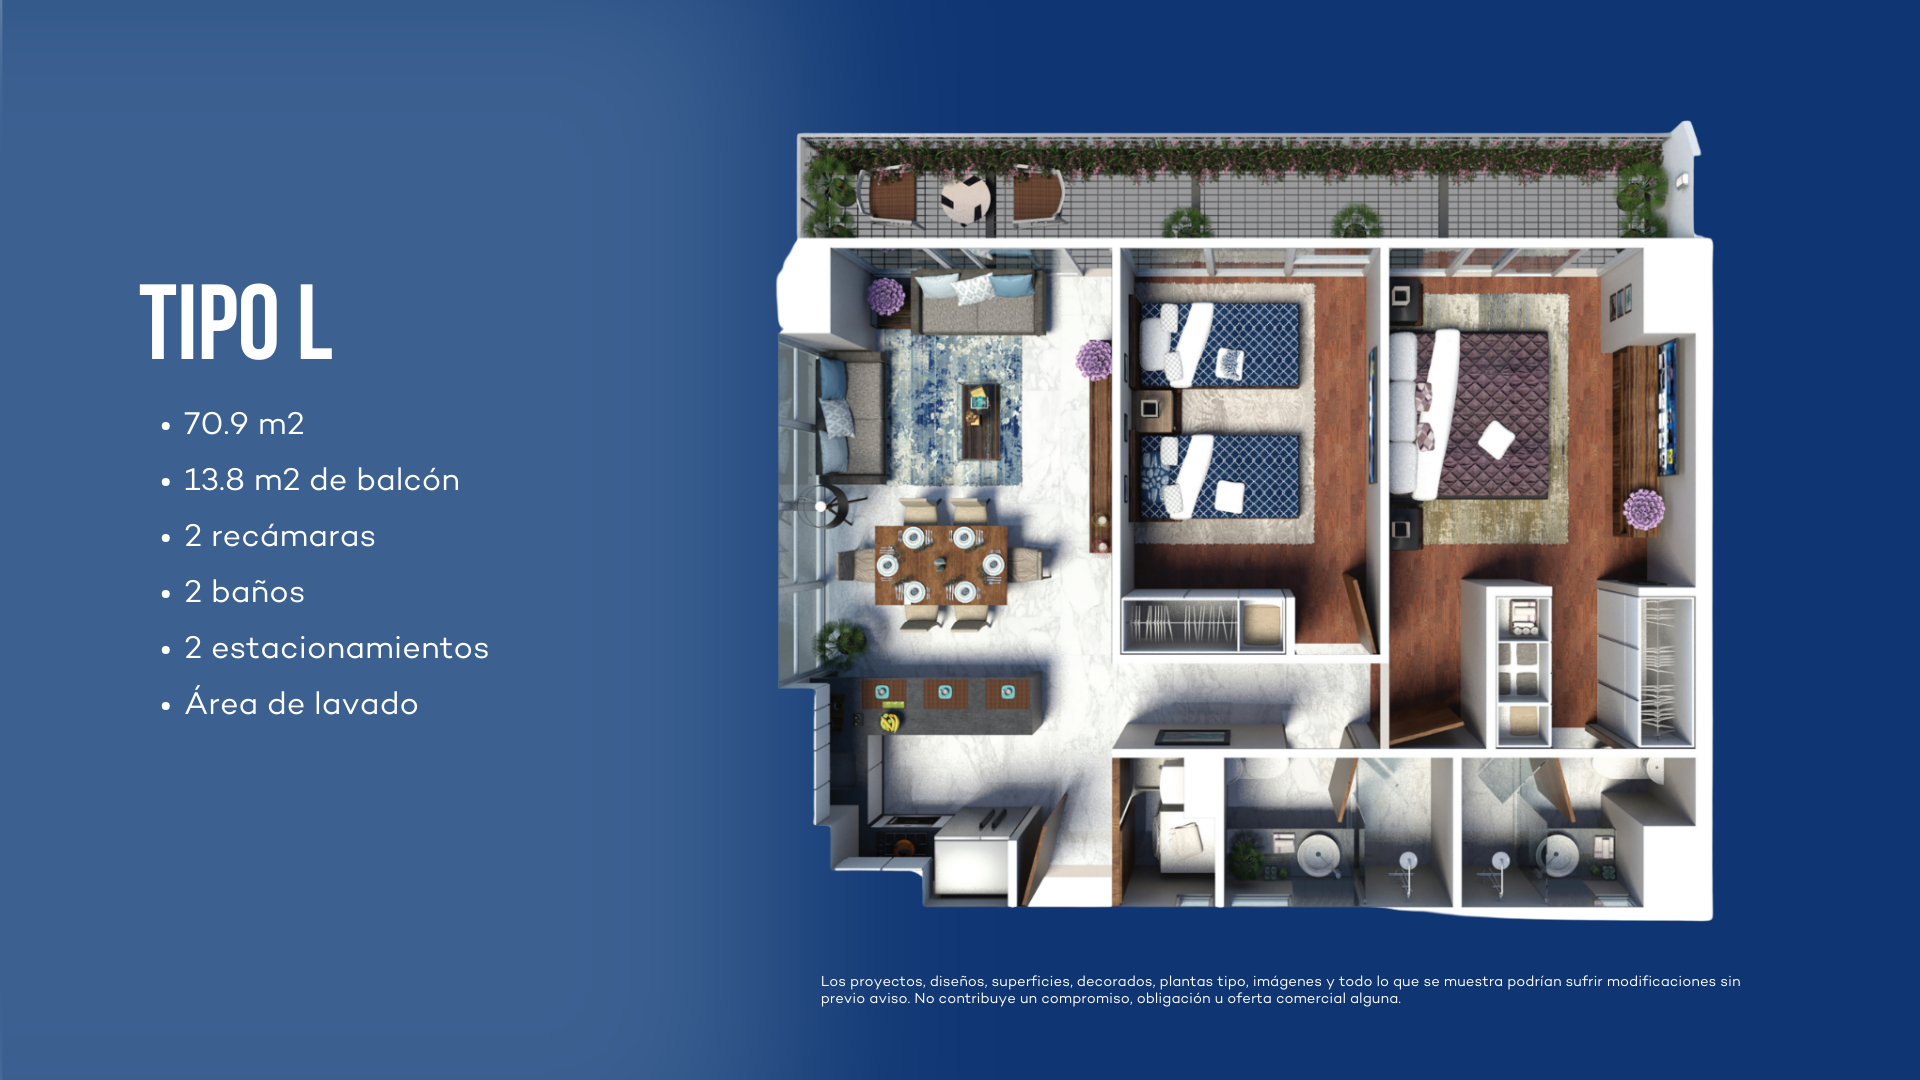 TIPO L
• 70.9 m2
• 13.8 m2 de balcón
• 2 recámaras
• 2 baños
• 2 estacionamientos
• Área de lavado
Los proyectos, diseños, superficies, decorados, plantas tipo, imágenes y todo lo que se muestra podrían sufrir modificaciones sin
previo aviso. No contribuye un compromiso, obligación u oferta comercial alguna.